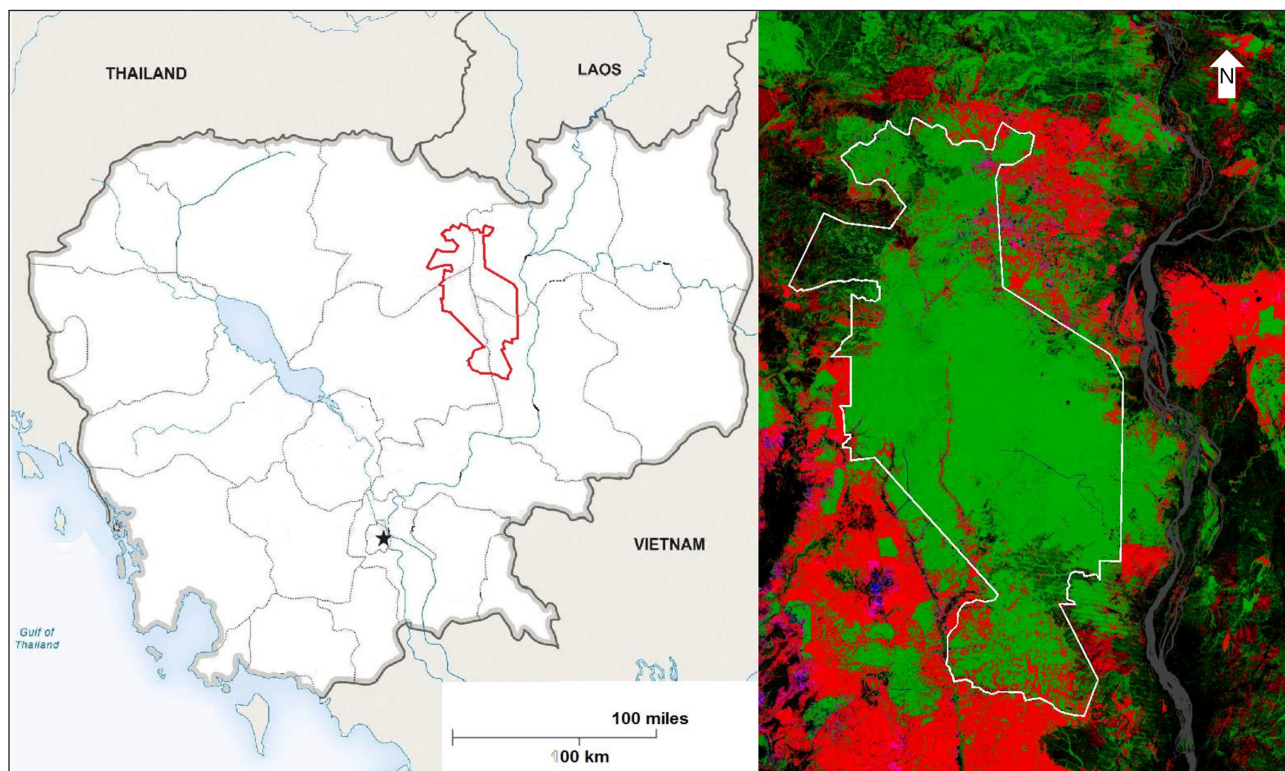 THAILAND
LAOS
N
VIETNAM
Gulf of
Thailand
100 miles
100 km